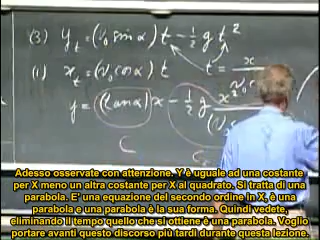 (3) y_t = (v_0 sin α) t − ½ g t²
(1) x_t = (v_0 cos α) t   t = x
y = (tan α) x − ½ g x²
C
Adesso osservate con attenzione. Y è uguale ad una costante
per X meno un altra costante per X al quadrato. Si tratta di una
parabola. E' una equazione del secondo ordine in X, è una
parabola e una parabola è la sua forma. Quindi vedete,
eliminando il tempo quello che si ottiene è una parabola. Voglio
portare avanti questo discorso più tardi durante questa lezione.